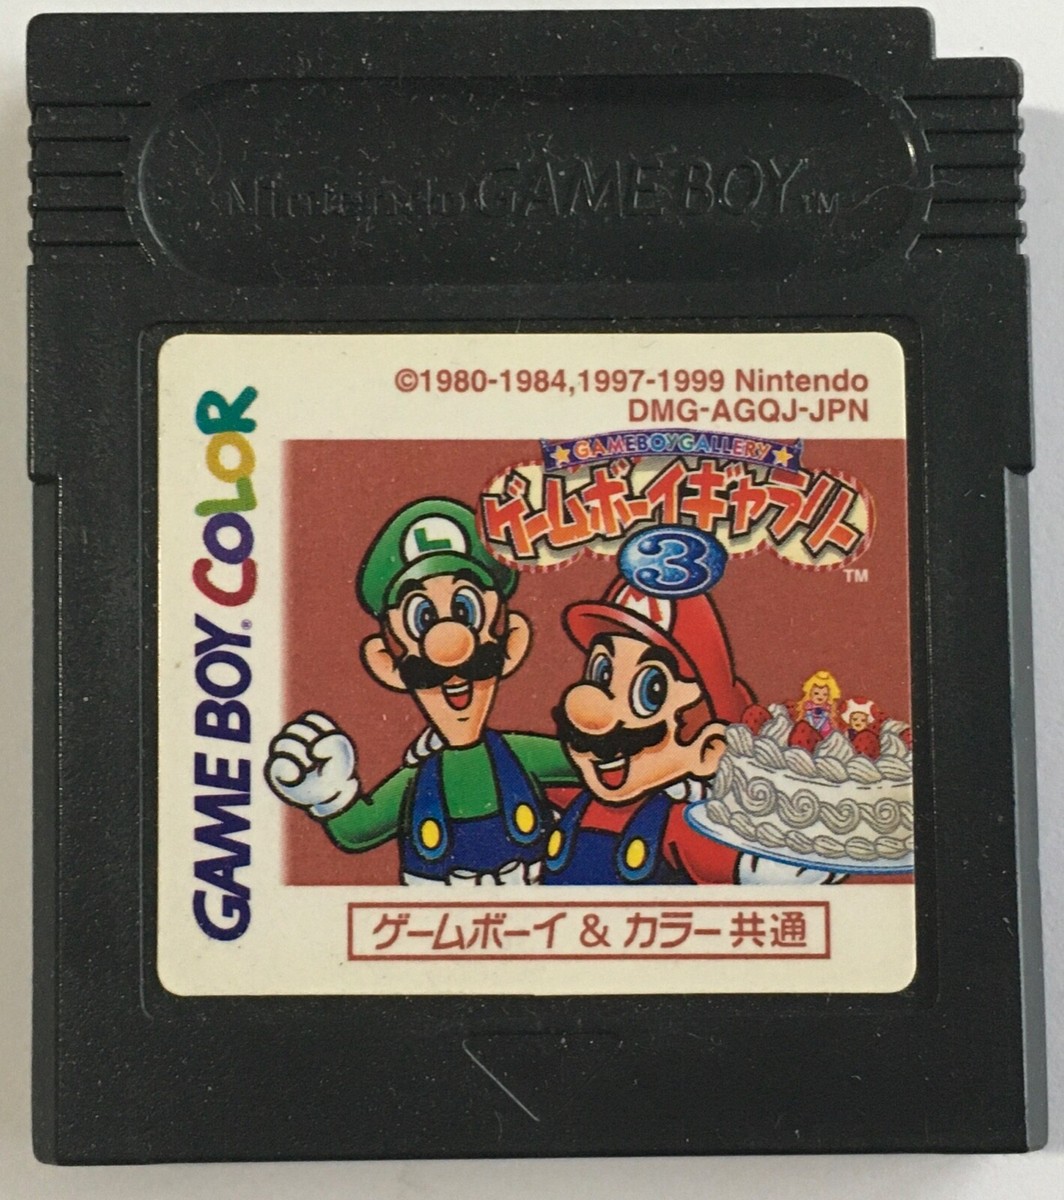 Nintendo GAME BOY™
©1980-1984,1997-1999 Nintendo
DMG-AGQJ-JPN
GAME BOY® COLOR
GAMEBOYGALLERY
ゲームボーイギャラリー
3
TM
L
M
ゲームボーイ & カラー共通